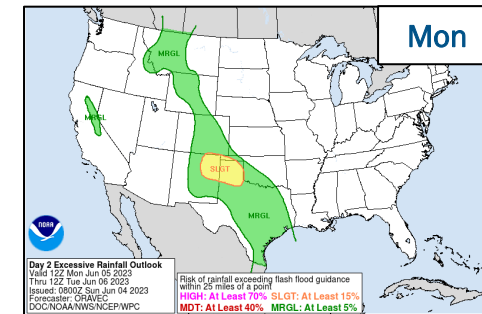 Mon
MRGL
MRGL
SLGT
MRGL
noaa
Day 2 Excessive Rainfall Outlook
Valid 12Z Mon Jun 05 2023
Thru 12Z Tue Jun 06 2023
Issued: 0800Z Sun Jun 04 2023
Forecaster: ORAVEC
DOC/NOAA/NWS/NCEP/WPC
Risk of rainfall exceeding flash flood guidance
within 25 miles of a point
HIGH: At Least 70% SLGT: At Least 15%
MDT: At Least 40% MRGL: At Least 5%